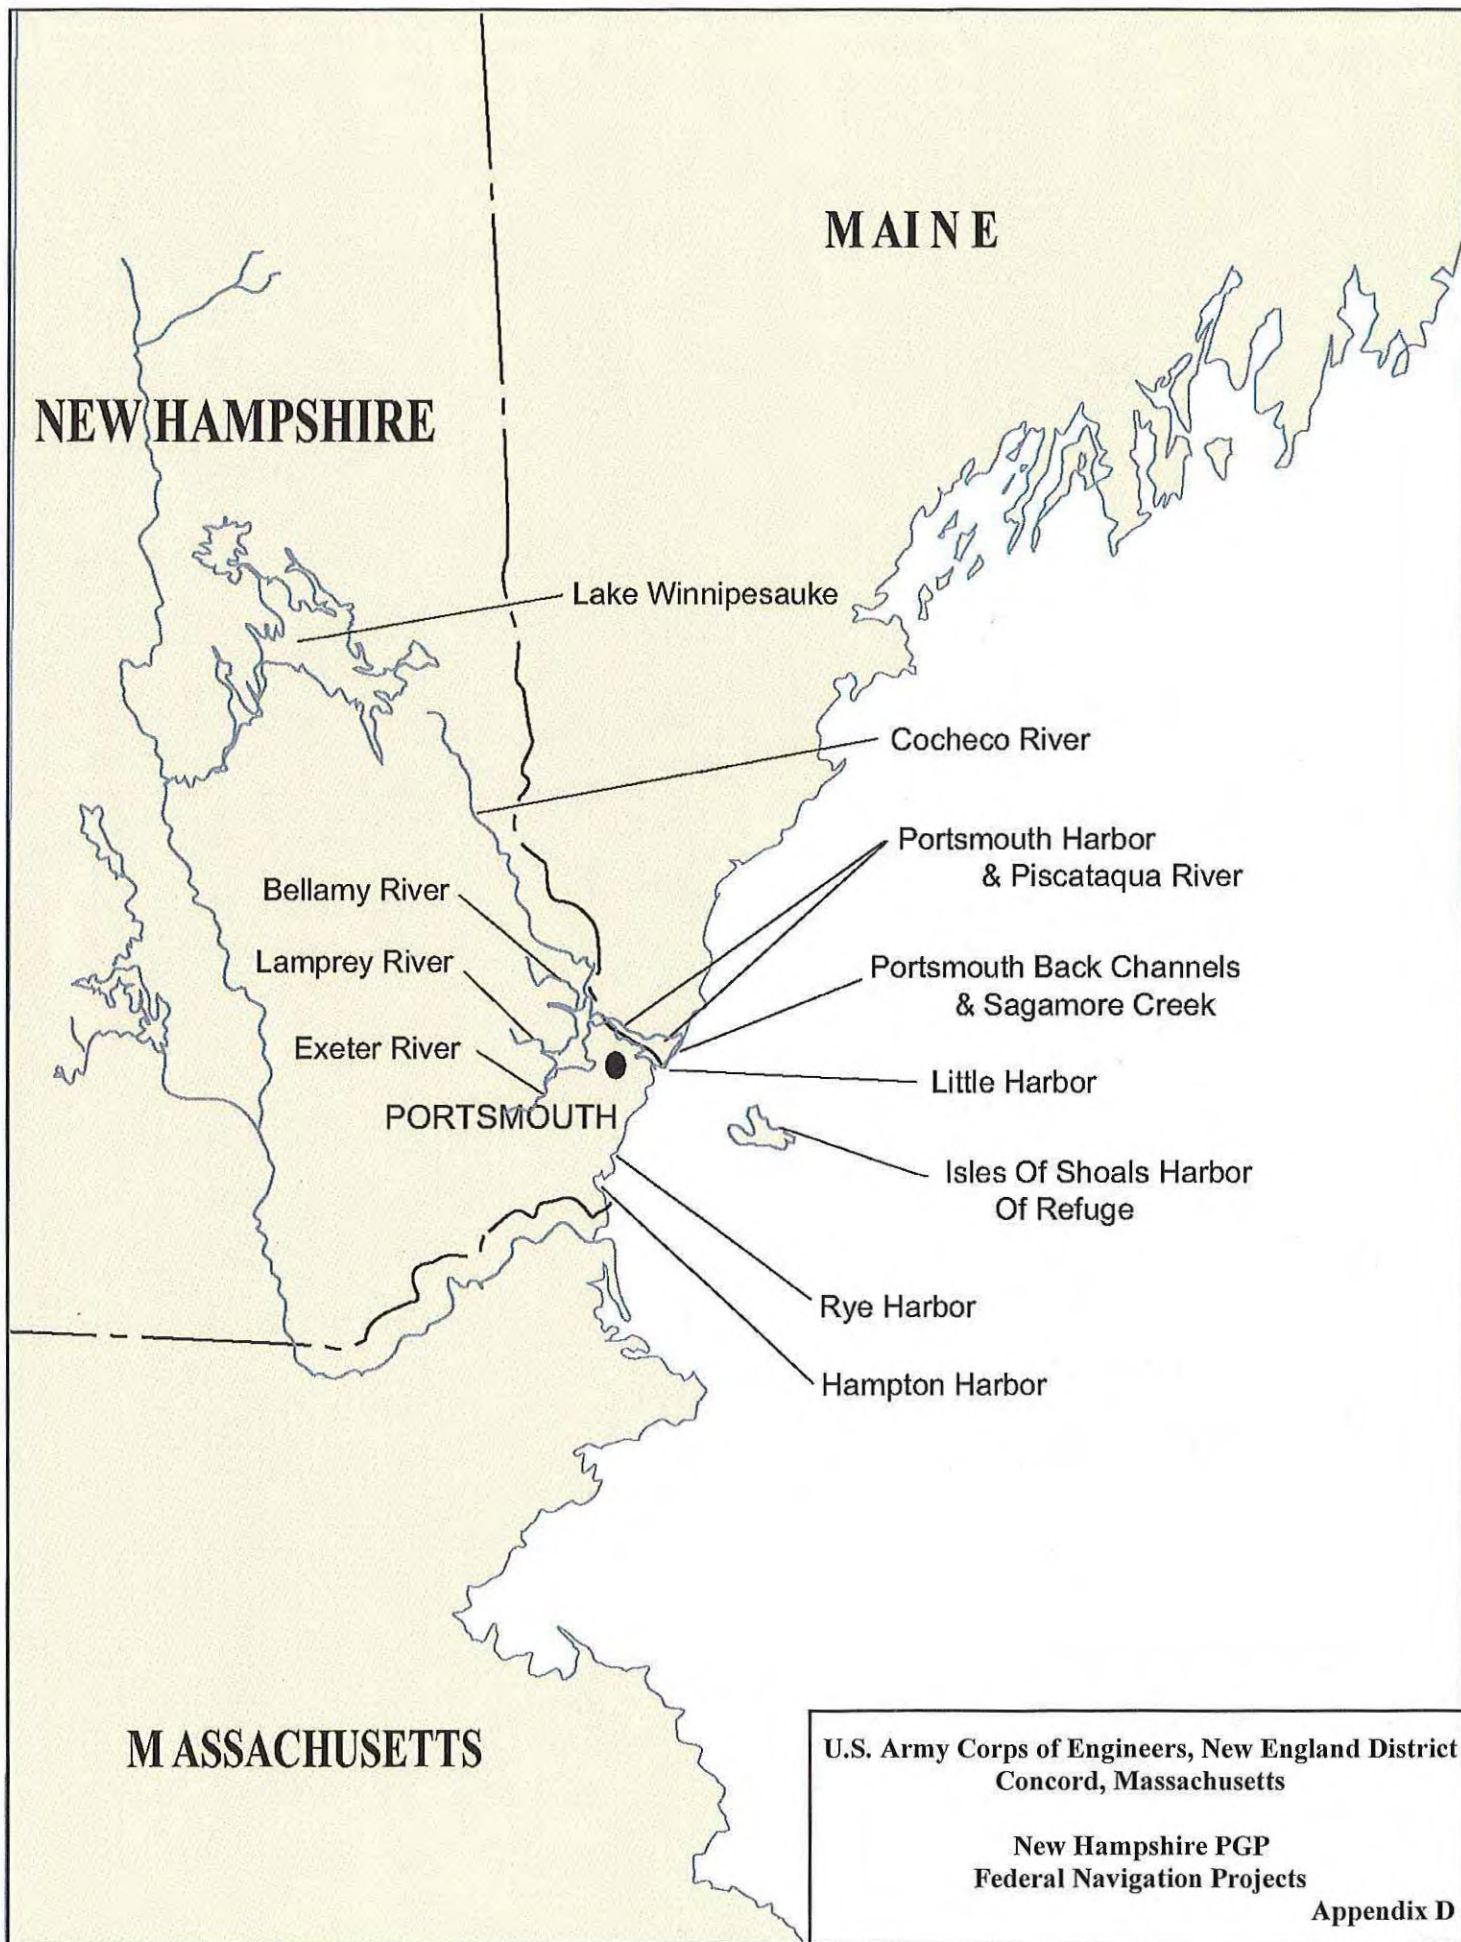 MAINE
NEW HAMPSHIRE
Lake Winnipesauke
Cocheco River
Portsmouth Harbor
& Piscataqua River
Bellamy River
Lamprey River
Portsmouth Back Channels
& Sagamore Creek
Exeter River
Little Harbor
PORTSMOUTH
Isles Of Shoals Harbor
Of Refuge
Rye Harbor
Hampton Harbor
MASSACHUSETTS
U.S. Army Corps of Engineers, New England District
Concord, Massachusetts
New Hampshire PGP
Federal Navigation Projects
Appendix D